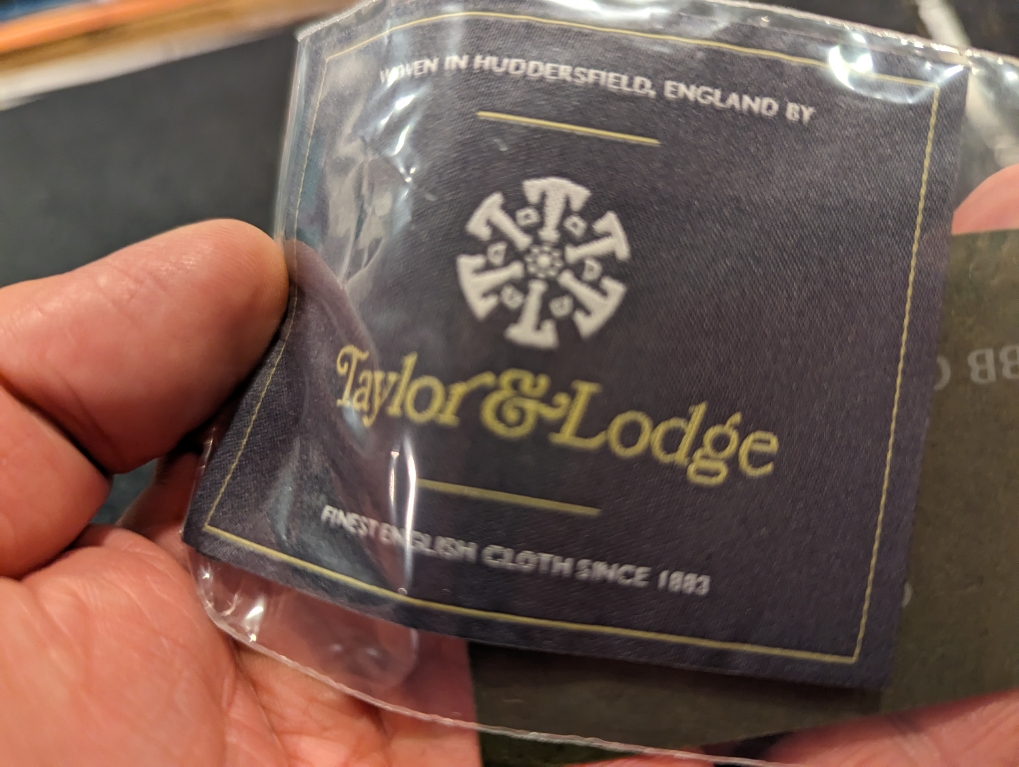 WOVEN IN HUDDERSFIELD, ENGLAND BY
Taylor & Lodge
FINEST ENGLISH CLOTH SINCE 1883